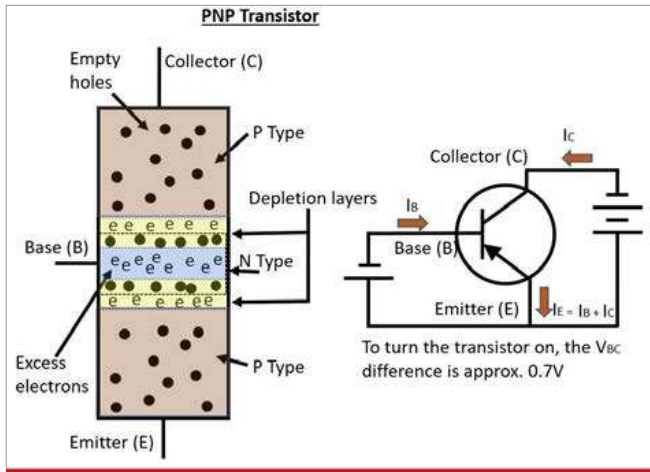 PNP Transistor
Empty
holes
Collector (C)
P Type
Depletion layers
e e e e e e
Base (B)
N Type
e e e e e e e e e
e e e e e e
Excess
electrons
P Type
Emitter (E)
IC
Collector (C)
IB
Base (B)
Emitter (E)
IE = IB + IC
To turn the transistor on, the VBC
difference is approx. 0.7V